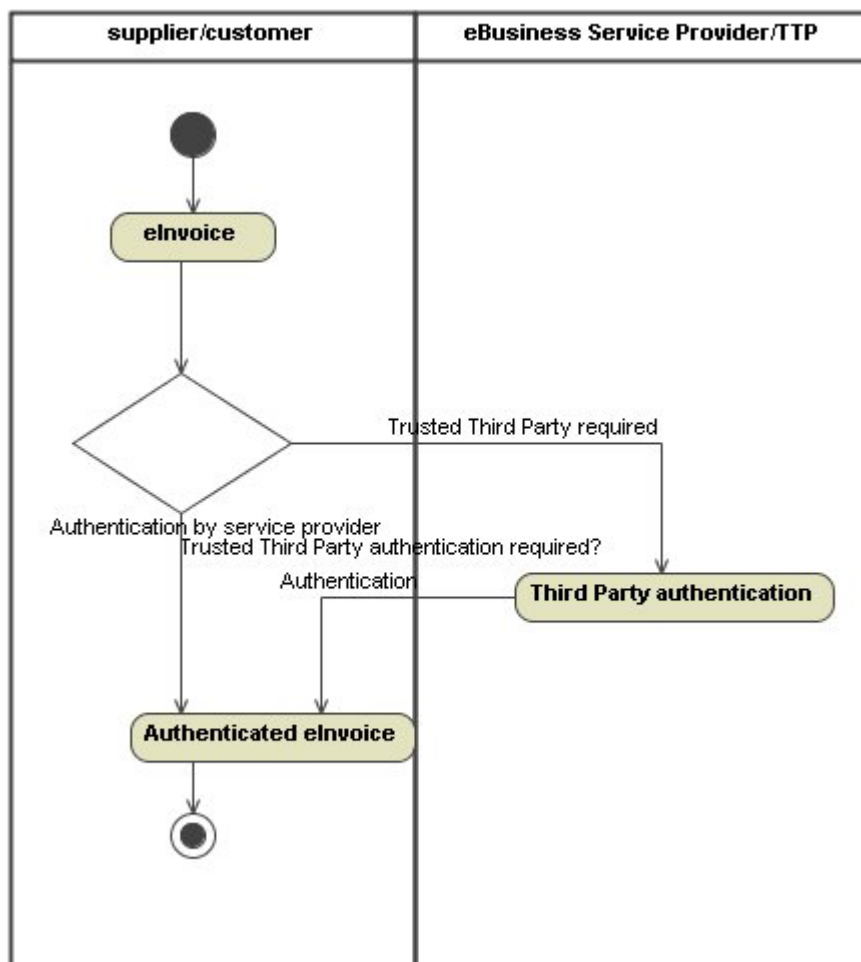 supplier/customer
eBusiness Service Provider/TTP
eInvoice
Trusted Third Party required
Authentication by service provider
Trusted Third Party authentication required?
Authentication
Third Party authentication
Authenticated eInvoice